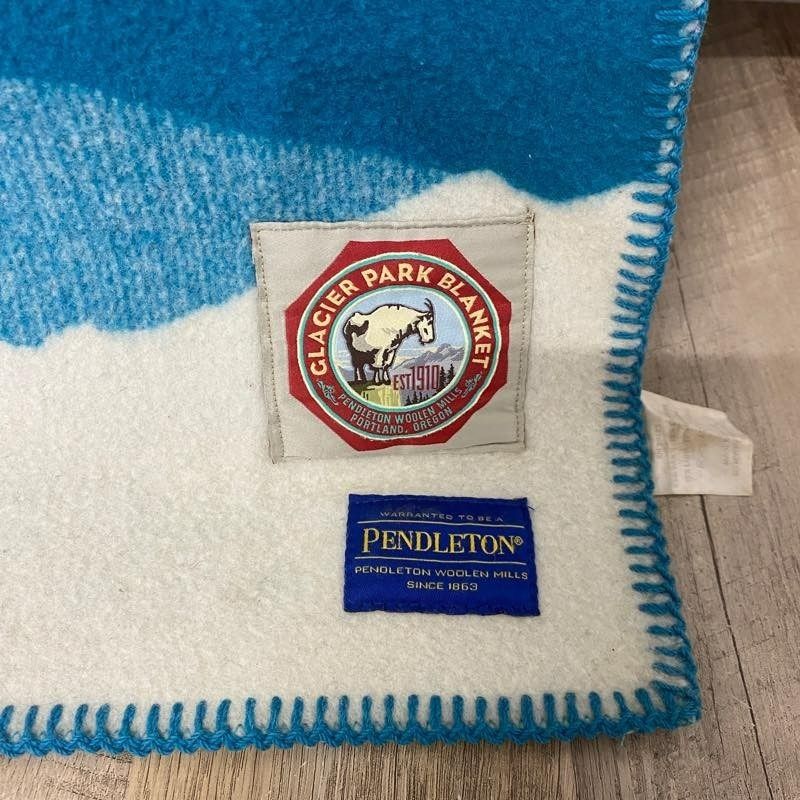 GLACIER PARK BLANKET
EST 1910
PENDLETON WOOLEN MILLS
PORTLAND, OREGON
WARRANTED TO BE A
PENDLETON®
PENDLETON WOOLEN MILLS
SINCE 1863